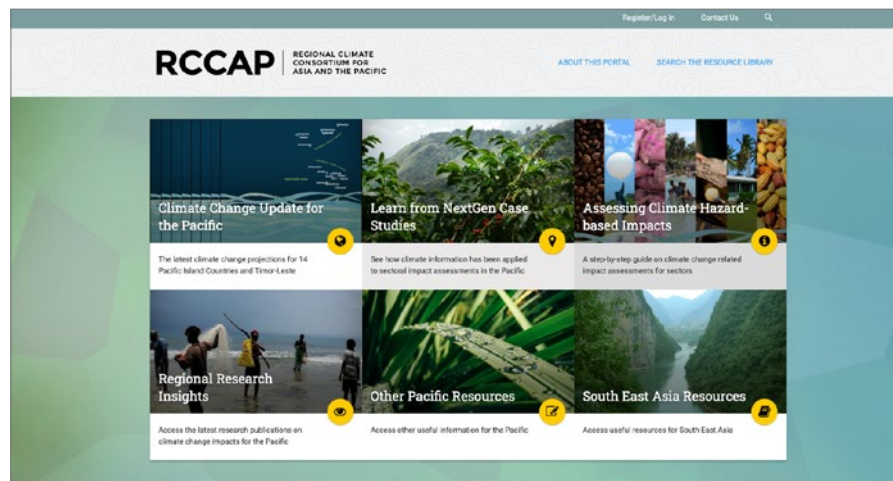 Register/Log In Contact Us
RCCAP
REGIONAL CLIMATE
CONSORTIUM FOR
ASIA AND THE PACIFIC
ABOUT THIS PORTAL SEARCH THE RESOURCE LIBRARY
Climate Change Update for
the Pacific
The latest climate change projections for 14
Pacific Island Countries and Timor-Leste
Learn from NextGen Case
Studies
See how climate information has been applied
to sectoral impact assessments in the Pacific
Assessing Climate Hazard-
based Impacts
A step-by-step guide on climate change related
impact assessments for sectors
Regional Research
Insights
Access the latest research publications on
climate change impacts for the Pacific
Other Pacific Resources
Access other useful information for the Pacific
South East Asia Resources
Access useful resources for South East Asia